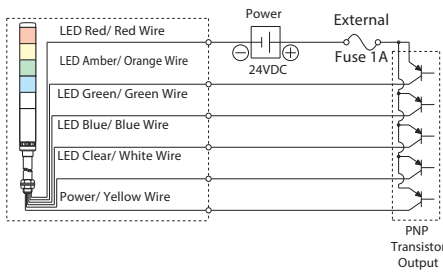 Power
External
Fuse 1A
24VDC
LED Red/ Red Wire
LED Amber/ Orange Wire
LED Green/ Green Wire
LED Blue/ Blue Wire
LED Clear/ White Wire
Power/ Yellow Wire
PNP
Transistor
Output